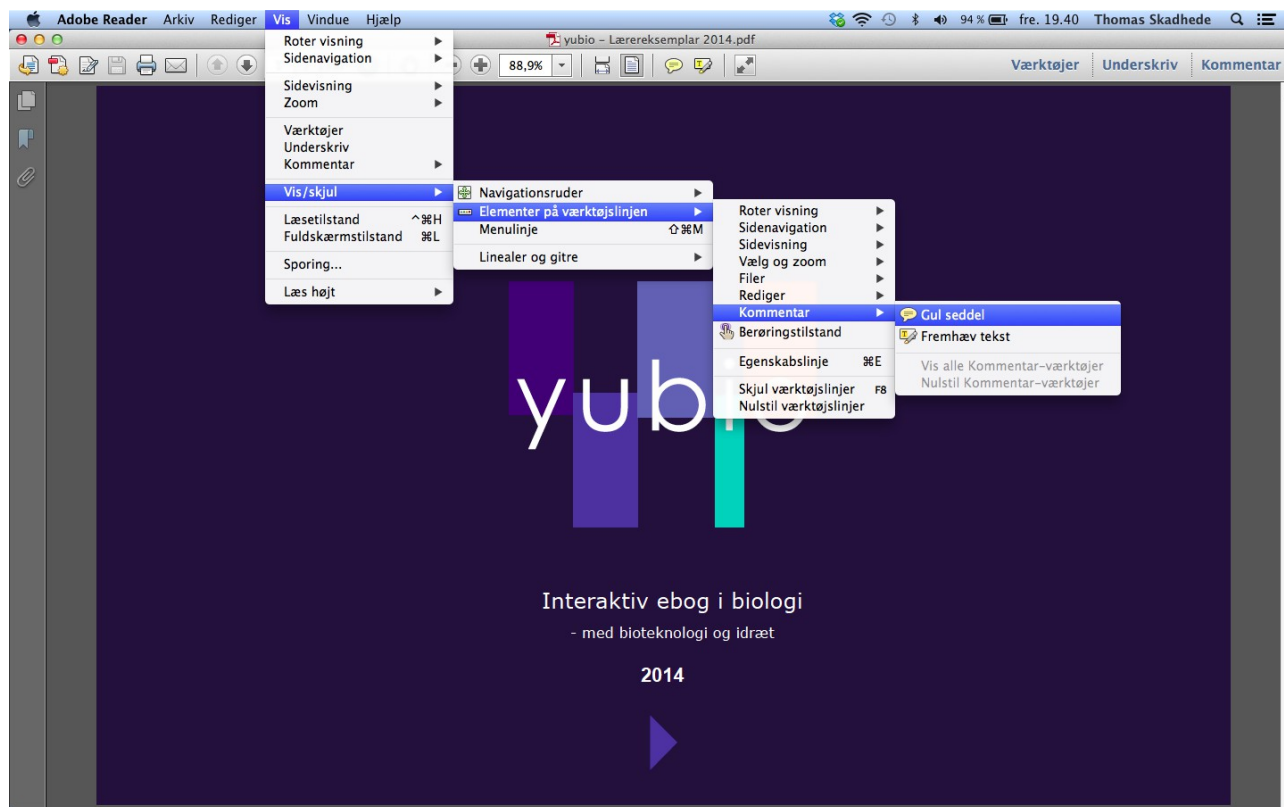 Adobe Reader Arkiv Rediger Vis Vindue Hjælp 94 % fre. 19.40 Thomas Skadhede
yubio – Lærereksemplar 2014.pdf
88,9% Værktøjer Underskriv Kommentar
Roter visning
Sidenavigation
Sidevisning
Zoom
Værktøjer
Underskriv
Kommentar
Vis/skjul
Læsetilstand ^⌘H
Fuldskærmstilstand ⌘L
Sporing...
Læs højt
Navigationsruder
Elementer på værktøjslinjen
Menulinje ⇧⌘M
Linealer og gitre
Roter visning
Sidenavigation
Sidevisning
Vælg og zoom
Filer
Rediger
Kommentar
Berøringstilstand
Egenskabslinje ⌘E
Skjul værktøjslinjer F8
Nulstil værktøjslinjer
Gul seddel
Fremhæv tekst
Vis alle Kommentar-værktøjer
Nulstil Kommentar-værktøjer
yubio
Interaktiv ebog i biologi
- med bioteknologi og idræt
2014